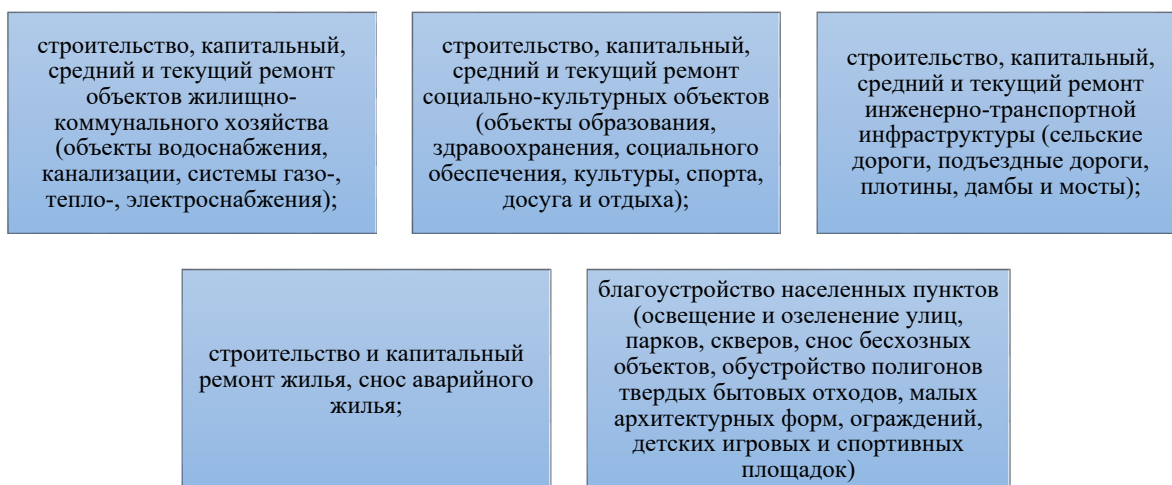 строительство, капитальный,
средний и текущий ремонт
объектов жилищно-
коммунального хозяйства
(объекты водоснабжения,
канализации, системы газо-,
тепло-, электроснабжения);
строительство, капитальный,
средний и текущий ремонт
социально-культурных объектов
(объекты образования,
здравоохранения, социального
обеспечения, культуры, спорта,
досуга и отдыха);
строительство, капитальный,
средний и текущий ремонт
инженерно-транспортной
инфраструктуры (сельские
дороги, подъездные дороги,
плотины, дамбы и мосты);
строительство и капитальный
ремонт жилья, снос аварийного
жилья;
благоустройство населенных пунктов
(освещение и озеленение улиц,
парков, скверов, снос бесхозных
объектов, обустройство полигонов
твердых бытовых отходов, малых
архитектурных форм, ограждений,
детских игровых и спортивных
площадок)